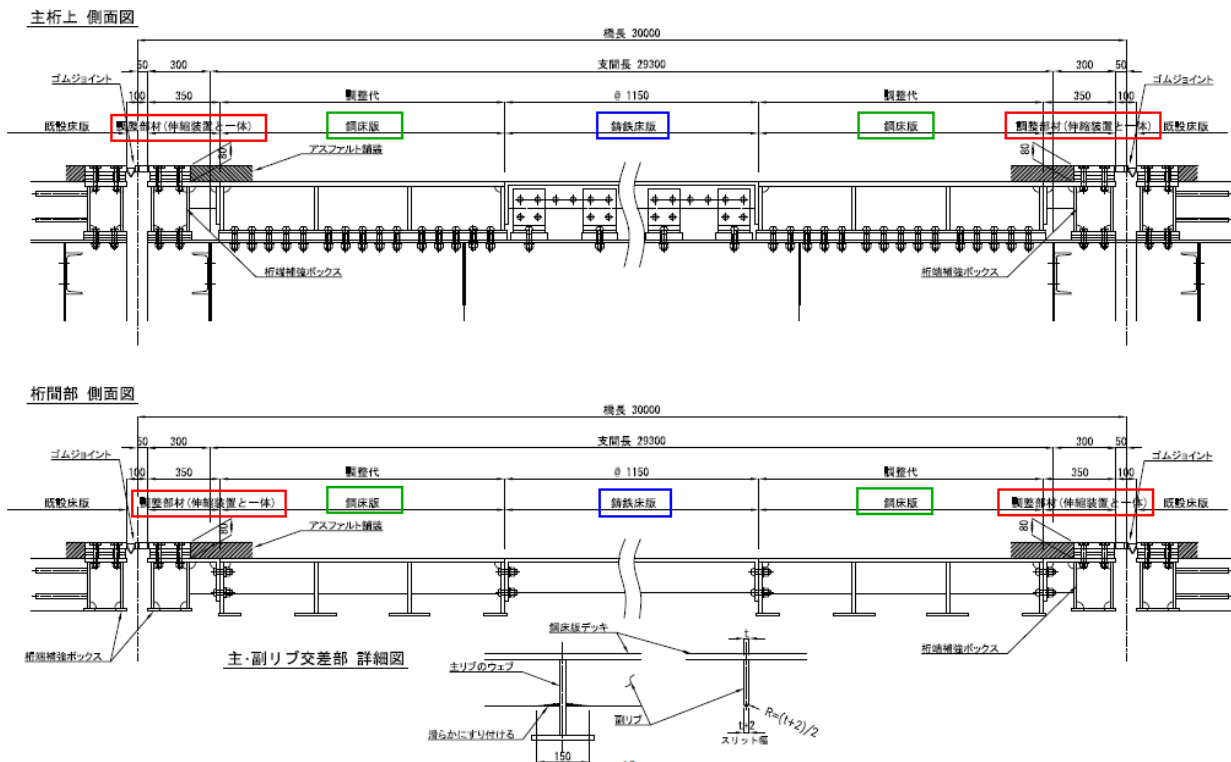 主桁上 側面図
橋長 30000
50 300 支間長 29300 300 50
ゴムジョイント ゴムジョイント
100 350 調整代 @ 1150 調整代 350 100
既設床版 調整部材(伸縮装置と一体) 鋼床版 鋳鉄床版 鋼床版 調整部材(伸縮装置と一体) 既設床版
80 アスファルト舗装 80
桁端補強ボックス 桁端補強ボックス
桁間部 側面図
橋長 30000
50 300 支間長 29300 300 50
ゴムジョイント ゴムジョイント
100 350 調整代 @ 1150 調整代 350 100
既設床版 調整部材(伸縮装置と一体) 鋼床版 鋳鉄床版 鋼床版 調整部材(伸縮装置と一体) 既設床版
80 アスファルト舗装 80
桁端補強ボックス 桁端補強ボックス
主・副リブ交差部 詳細図
鋼床版デッキ t
主リブのウェブ
副リブ R=(t+2)/2
滑らかにすり付ける t+2
スリット幅
150